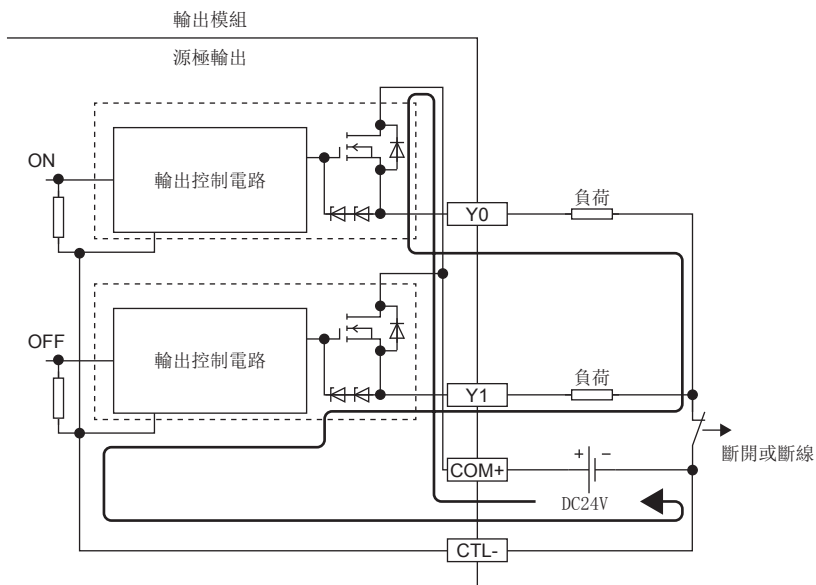 輸出模組
源極輸出
ON
輸出控制電路
Y0
負荷
OFF
輸出控制電路
Y1
負荷
斷開或斷線
COM+
+ −
DC24V
CTL-